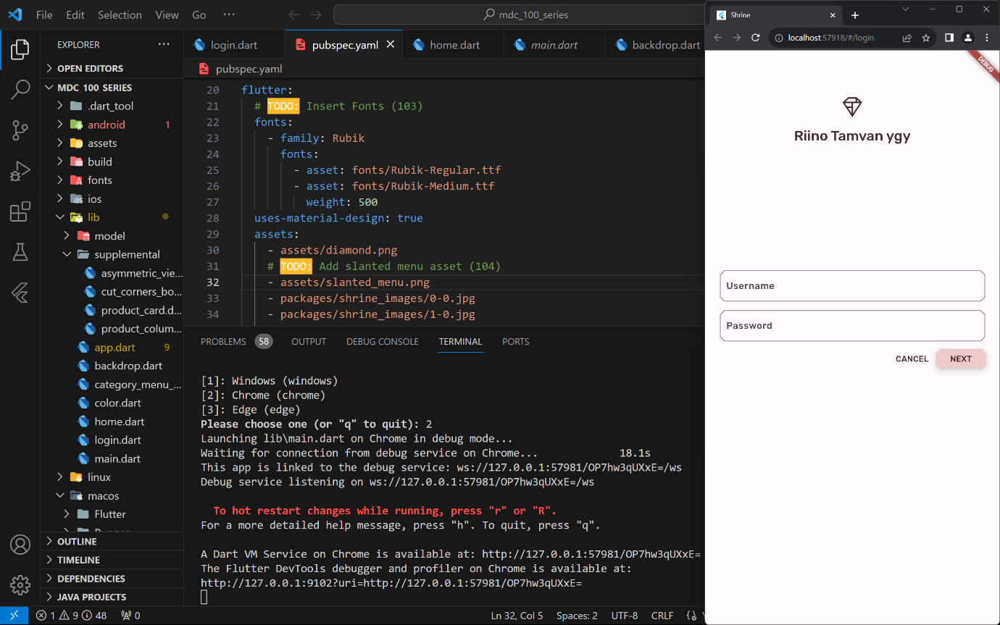 File Edit Selection View Go ···
mdc_100_series
EXPLORER
OPEN EDITORS
MDC_100_SERIES
.dart_tool
android 1
assets
build
fonts
ios
lib
model
supplemental
asymmetric_vie...
cut_corners_bo...
product_card.d...
product_colum...
app.dart 9
backdrop.dart
category_menu_...
color.dart
home.dart
login.dart
main.dart
linux
macos
Flutter
OUTLINE
TIMELINE
DEPENDENCIES
JAVA PROJECTS
login.dart pubspec.yaml home.dart main.dart backdrop.dart
pubspec.yaml
20 flutter:
21 # TODO: Insert Fonts (103)
22 fonts:
23 - family: Rubik
24 fonts:
25 - asset: fonts/Rubik-Regular.ttf
26 - asset: fonts/Rubik-Medium.ttf
27 weight: 500
28 uses-material-design: true
29 assets:
30 - assets/diamond.png
31 # TODO: Add slanted menu asset (104)
32 - assets/slanted_menu.png
33 - packages/shrine_images/0-0.jpg
34 - packages/shrine_images/1-0.jpg
PROBLEMS 58 OUTPUT DEBUG CONSOLE TERMINAL PORTS
[1]: Windows (windows)
[2]: Chrome (chrome)
[3]: Edge (edge)
Please choose one (or "q" to quit): 2
Launching lib\main.dart on Chrome in debug mode...
Waiting for connection from debug service on Chrome... 18.1s
This app is linked to the debug service: ws://127.0.0.1:57981/OP7hw3qUXxE=/ws
Debug service listening on ws://127.0.0.1:57981/OP7hw3qUXxE=/ws
To hot restart changes while running, press "r" or "R".
For a more detailed help message, press "h". To quit, press "q".
A Dart VM Service on Chrome is available at: http://127.0.0.1:57981/OP7hw3qUXxE=
The Flutter DevTools debugger and profiler on Chrome is available at:
http://127.0.0.1:9102?uri=http://127.0.0.1:57981/OP7hw3qUXxE=
1 9 48 0 Ln 32, Col 5 Spaces: 2 UTF-8 CRLF
Shrine
localhost:57918/#/login
DEBUG
Riino Tamvan ygy
Username
Password
CANCEL NEXT